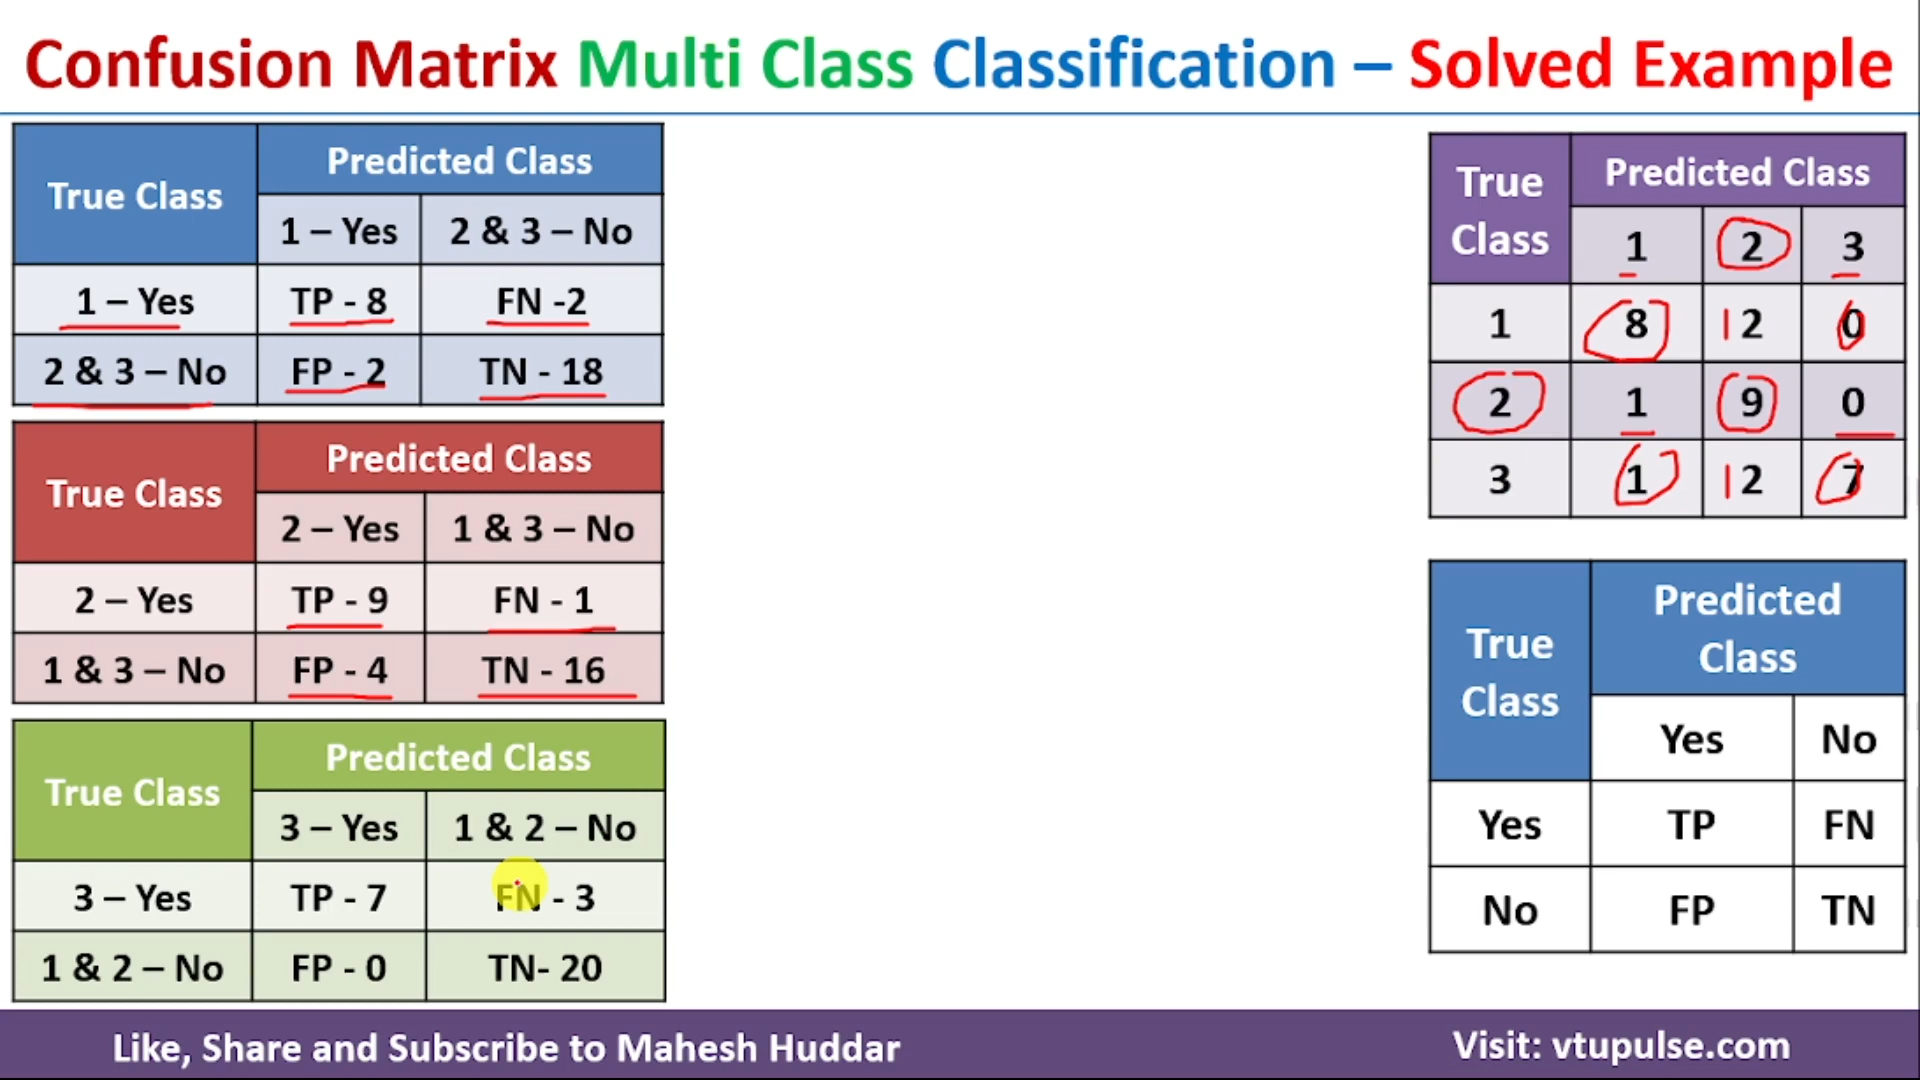 Confusion Matrix Multi Class Classification – Solved Example
True Class
Predicted Class
1 – Yes 2 & 3 – No
1 – Yes TP - 8 FN -2
2 & 3 – No FP - 2 TN - 18
True Class
Predicted Class
2 – Yes 1 & 3 – No
2 – Yes TP - 9 FN - 1
1 & 3 – No FP - 4 TN - 16
True Class
Predicted Class
3 – Yes 1 & 2 – No
3 – Yes TP - 7 FN - 3
1 & 2 – No FP - 0 TN- 20
True
Class
Predicted Class
1 2 3
1 8 2 0
2 1 9 0
3 1 2 7
True
Class
Predicted
Class
Yes No
Yes TP FN
No FP TN
Like, Share and Subscribe to Mahesh Huddar
Visit: vtupulse.com